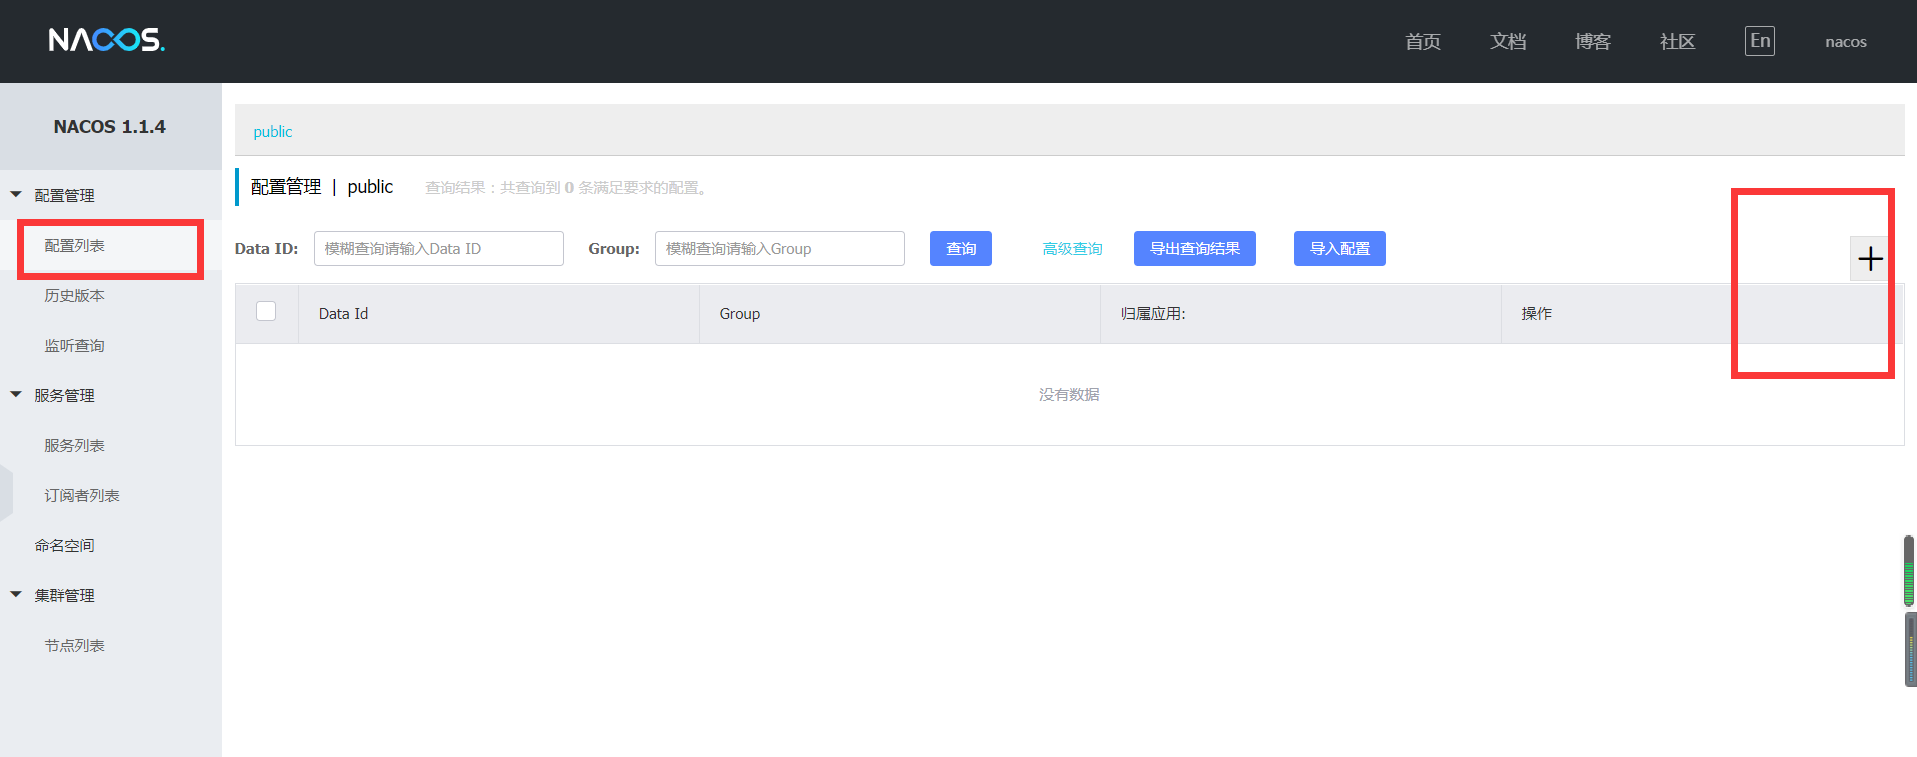 NACOS.
首页 文档 博客 社区 En nacos
NACOS 1.1.4
配置管理
配置列表
历史版本
监听查询
服务管理
服务列表
订阅者列表
命名空间
集群管理
节点列表
public
配置管理 | public 查询结果：共查询到 0 条满足要求的配置。
Data ID: 模糊查询请输入Data ID Group: 模糊查询请输入Group 查询 高级查询 导出查询结果 导入配置 +
Data Id Group 归属应用: 操作
没有数据